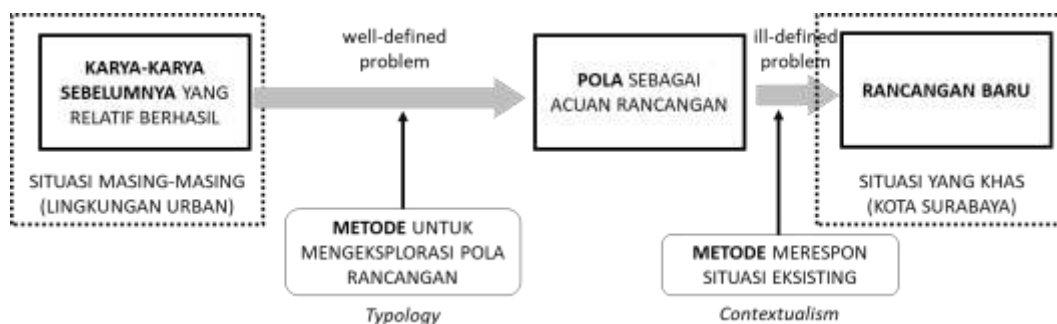 well-defined
problem
ill-defined
problem
KARYA-KARYA
SEBELUMNYA YANG
RELATIF BERHASIL
POLA SEBAGAI
ACUAN RANCANGAN
RANCANGAN BARU
SITUASI MASING-MASING
(LINGKUNGAN URBAN)
SITUASI YANG KHAS
(KOTA SURABAYA)
METODE UNTUK
MENGEKSPLORASI POLA
RANCANGAN
METODE MERESPON
SITUASI EKSISTING
Typology
Contextualism